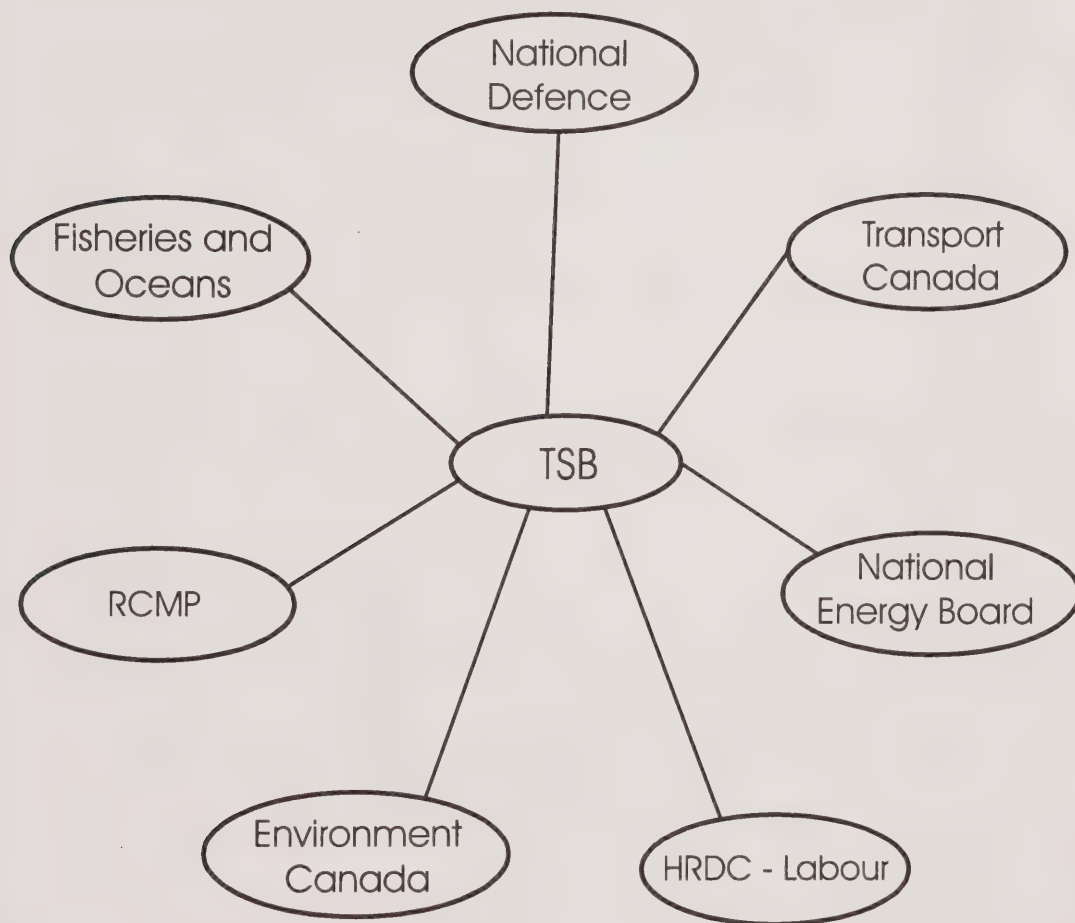 National
Defence
Fisheries and
Oceans
Transport
Canada
TSB
National
Energy Board
RCMP
Environment
Canada
HRDC - Labour